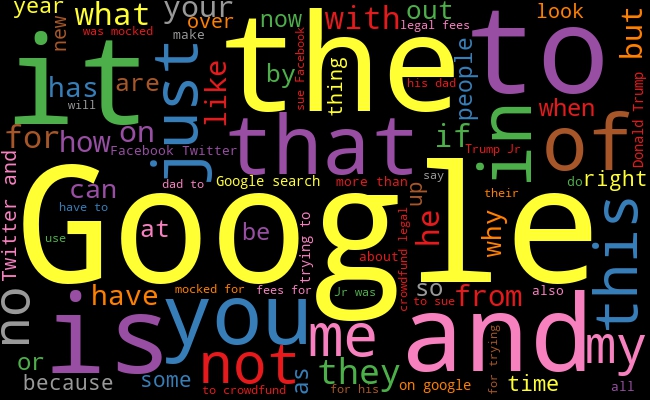 year
new
what
was mocked
your
over
make
now
with
out
legal fees
look
but
it
has
will
are
just
like
the
by
sue Facebook
thing
his dad
people
to
when
Donald Trump
for
how
on
Facebook Twitter
that
if
Trump Jr
in
of
Twitter and
can
have to
dad to
Google search
more than
say
up
their
do
right
Google
use
at
be
trying to
about
crowdfund legal
he
why
this
no
is
have
mocked for
fees for
Jr was
so
to sue
from
also
you
me
and
my
or
because
some
not
to crowdfund
as
they
for his
on google
for trying
time
all